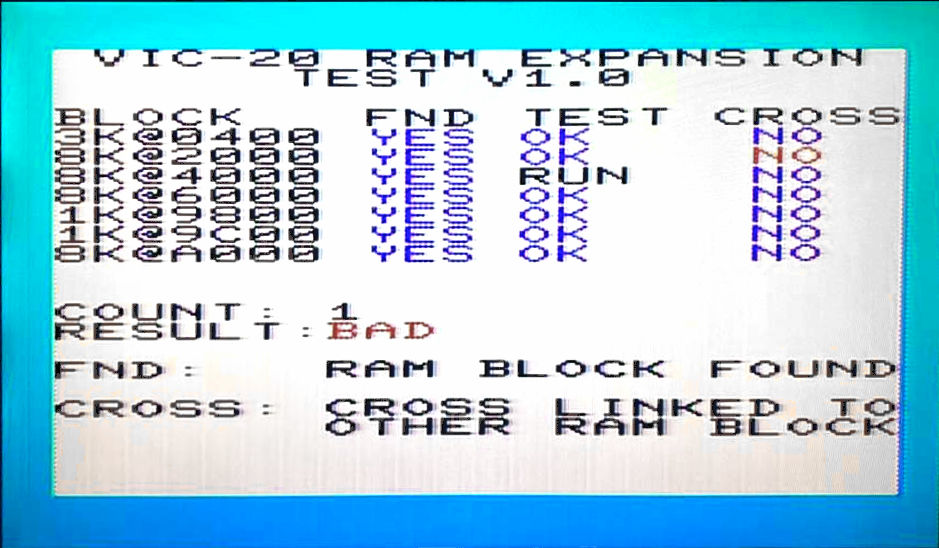 VIC-20 RAM EXPANSION
TEST V1.0
BLOCK FND TEST CROSS
3K@0400 YES OK NO
8K@2000 YES OK NO
8K@4000 YES RUN NO
8K@6000 YES OK NO
1K@9800 YES OK NO
1K@9C00 YES OK NO
8K@A000 YES OK NO
COUNT: 1
RESULT:BAD
FND: RAM BLOCK FOUND
CROSS: CROSS LINKED TO
OTHER RAM BLOCK